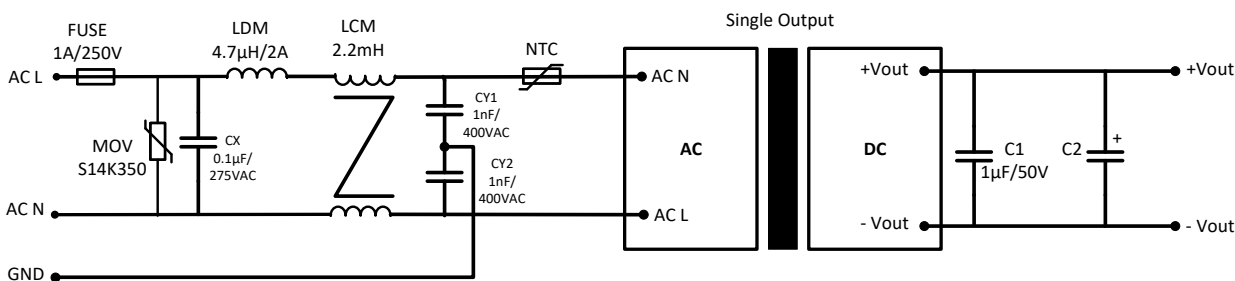 Single Output
FUSE
1A/250V
LDM
4.7µH/2A
LCM
2.2mH
NTC
AC L
AC N
+Vout
+Vout
MOV
S14K350
CX
0.1µF/
275VAC
CY1
1nF/
400VAC
CY2
1nF/
400VAC
AC
DC
C1
1µF/50V
C2
+
AC N
AC L
- Vout
- Vout
GND